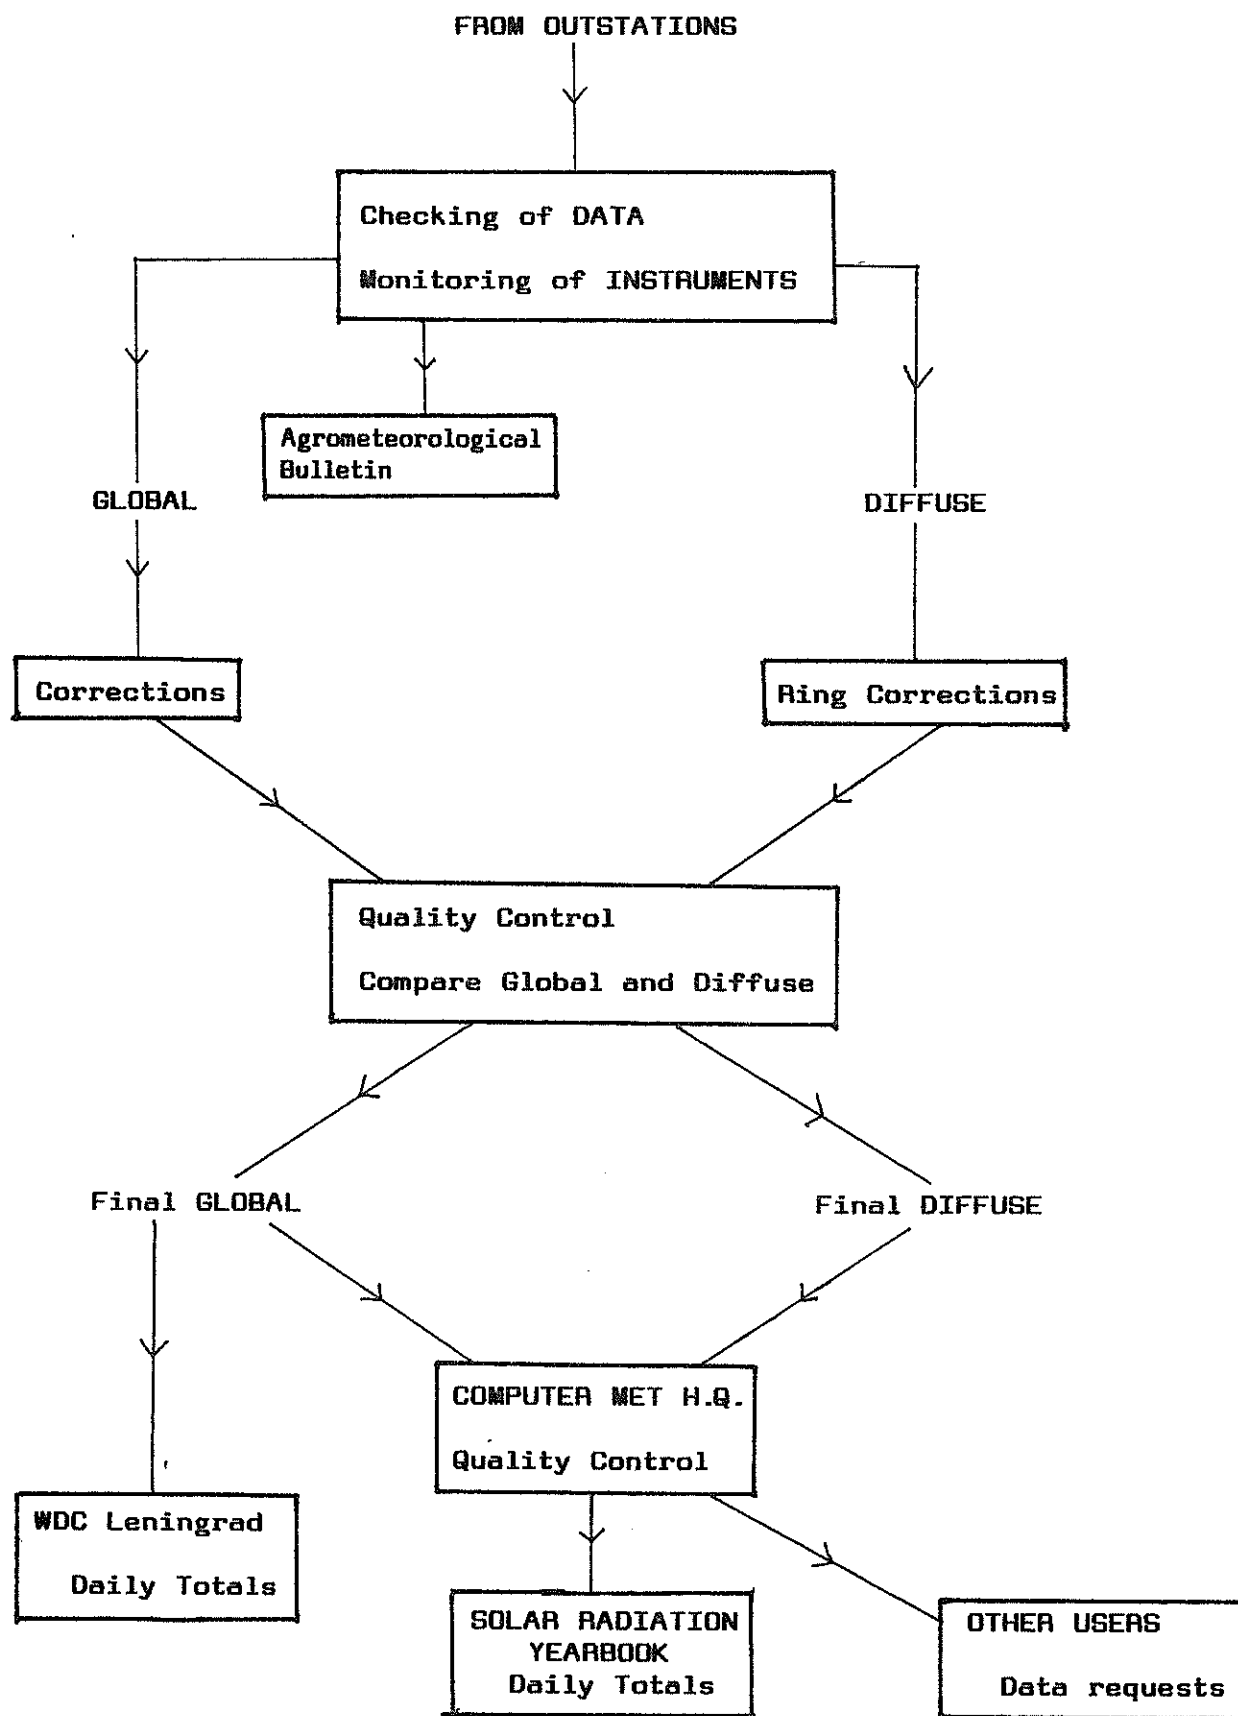 FROM OUTSTATIONS
Checking of DATA
Monitoring of INSTRUMENTS
Agrometeorological
Bulletin
GLOBAL
DIFFUSE
Corrections
Ring Corrections
Quality Control
Compare Global and Diffuse
Final GLOBAL
Final DIFFUSE
COMPUTER MET H.Q.
Quality Control
WDC Leningrad
Daily Totals
SOLAR RADIATION
YEARBOOK
Daily Totals
OTHER USERS
Data requests